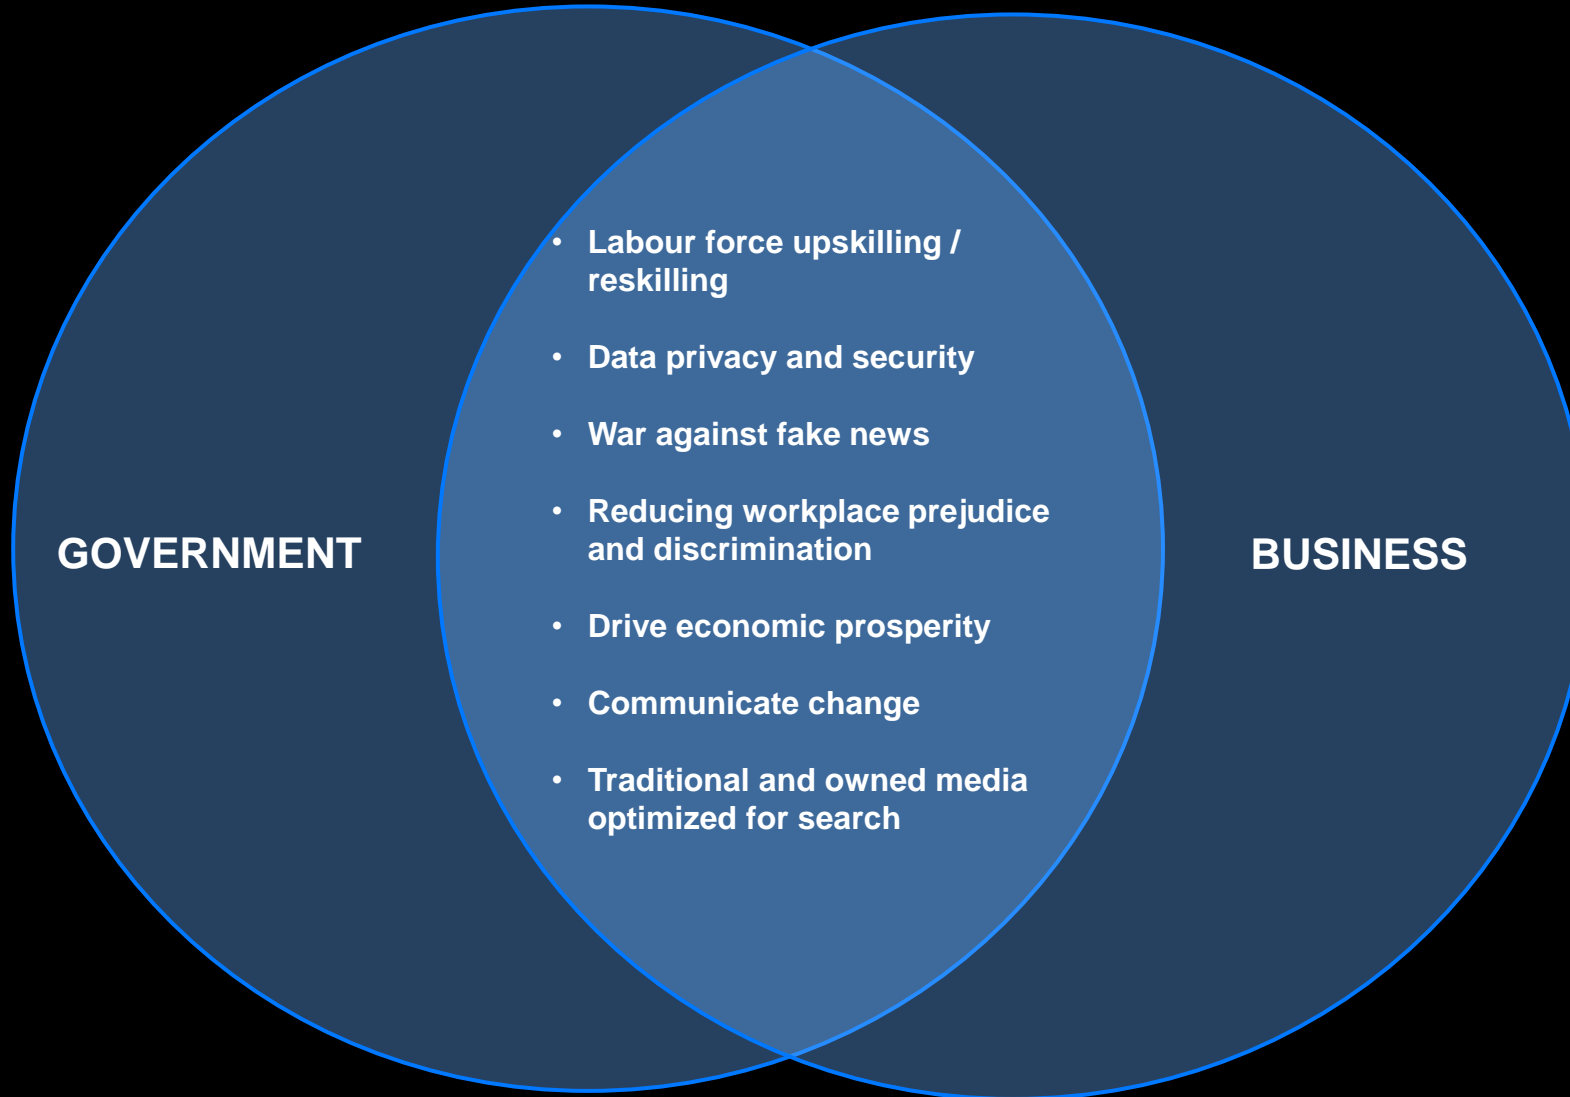 GOVERNMENT
• Labour force upskilling /
reskilling
• Data privacy and security
• War against fake news
• Reducing workplace prejudice
and discrimination
• Drive economic prosperity
• Communicate change
• Traditional and owned media
optimized for search
BUSINESS